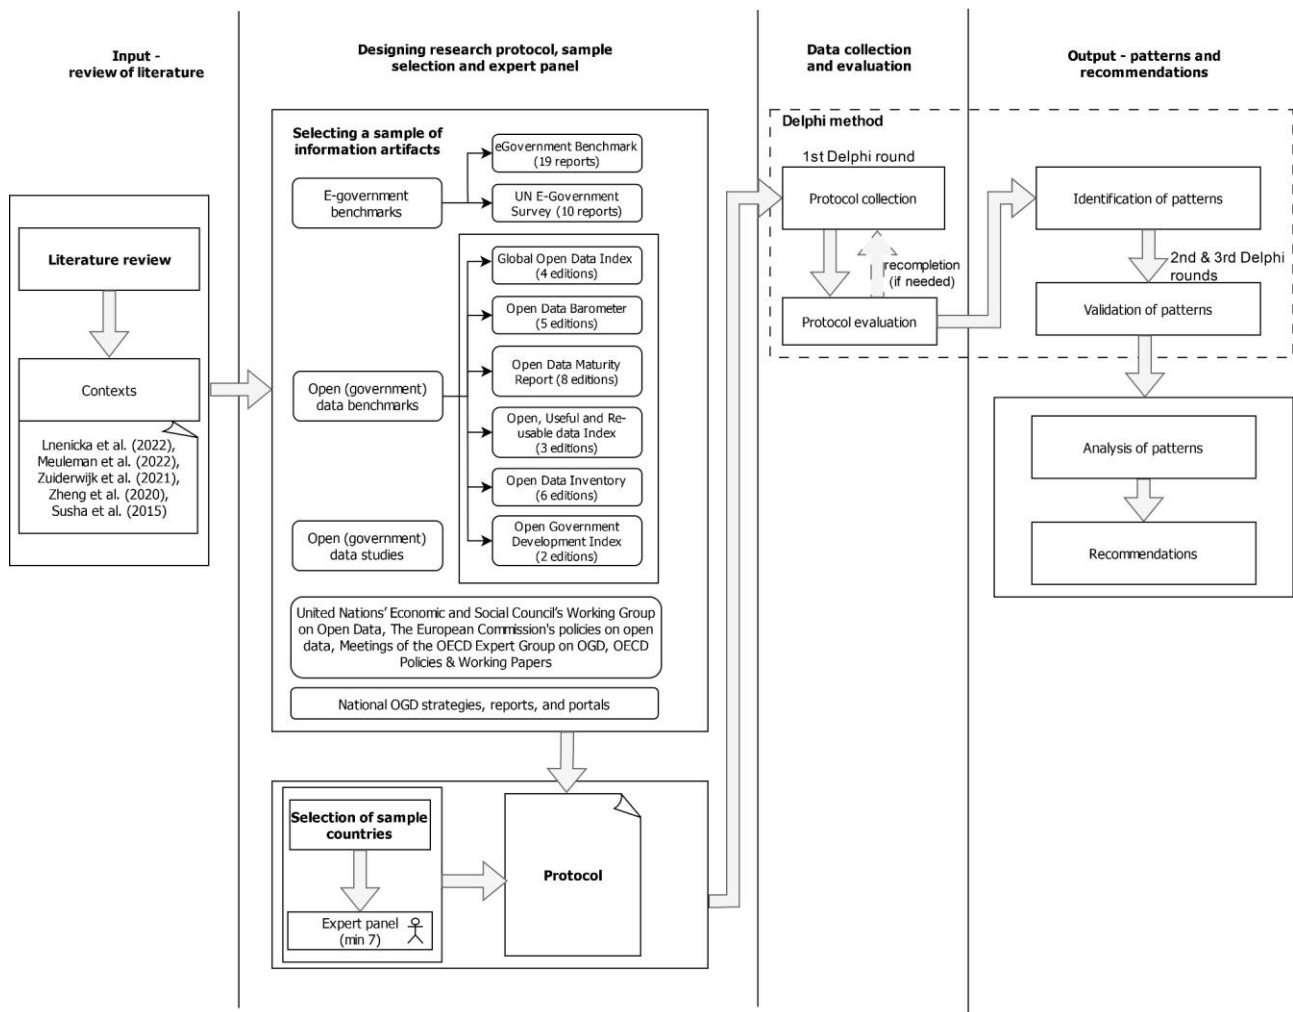 Input -
review of literature
Designing research protocol, sample
selection and expert panel
Data collection
and evaluation
Output - patterns and
recommendations
Literature review
Contexts
Lnenicka et al. (2022),
Meuleman et al. (2022),
Zuiderwijk et al. (2021),
Zheng et al. (2020),
Susha et al. (2015)
Selecting a sample of
information artifacts
E-government
benchmarks
eGovernment Benchmark
(19 reports)
UN E-Government
Survey (10 reports)
Open (government)
data benchmarks
Global Open Data Index
(4 editions)
Open Data Barometer
(5 editions)
Open Data Maturity
Report (8 editions)
Open, Useful and Re-
usable data Index
(3 editions)
Open Data Inventory
(6 editions)
Open Government
Development Index
(2 editions)
Open (government)
data studies
United Nations’ Economic and Social Council’s Working Group
on Open Data, The European Commission's policies on open
data, Meetings of the OECD Expert Group on OGD, OECD
Policies & Working Papers
National OGD strategies, reports, and portals
Selection of sample
countries
Expert panel
(min 7)
Protocol
Delphi method
1st Delphi round
Protocol collection
recompletion
(if needed)
Protocol evaluation
Identification of patterns
2nd & 3rd Delphi
rounds
Validation of patterns
Analysis of patterns
Recommendations